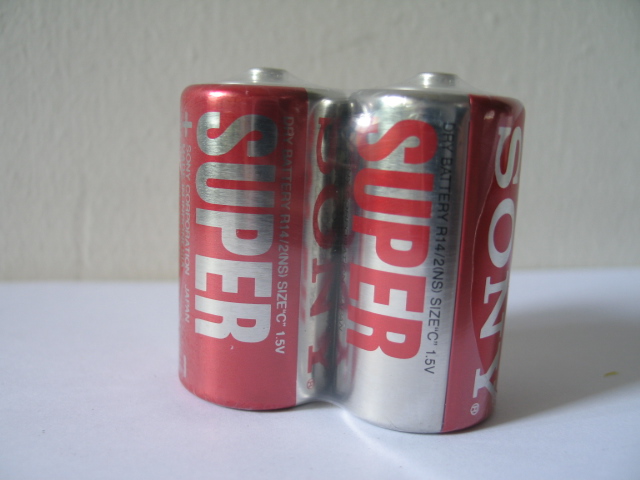 +
SONY CORPORATION JAPAN
SUPER
DRY BATTERY R14/2(NS) SIZE"C" 1.5V
SONY
SUPER
DRY BATTERY R14/2(NS) SIZE"C" 1.5V
SONY®